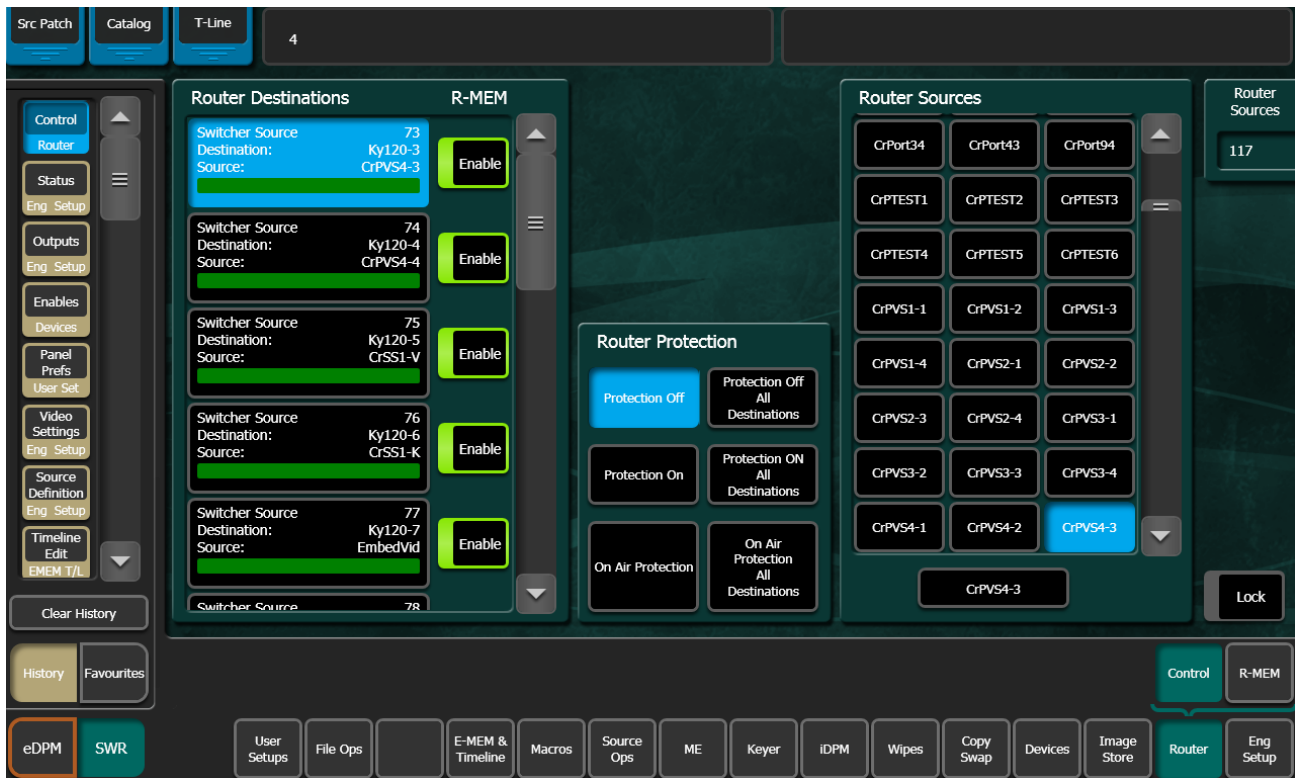 Src Patch
Catalog
T-Line
4
Control
Router
Status
Eng Setup
Outputs
Eng Setup
Enables
Devices
Panel
Prefs
User Set
Video
Settings
Eng Setup
Source
Definition
Eng Setup
Timeline
Edit
EMEM T/L
Clear History
History
Favourites
eDPM
SWR
Router Destinations
R-MEM
Switcher Source 73
Destination: Ky120-3
Source: CrPVS4-3
Enable
Switcher Source 74
Destination: Ky120-4
Source: CrPVS4-4
Enable
Switcher Source 75
Destination: Ky120-5
Source: CrSS1-V
Enable
Switcher Source 76
Destination: Ky120-6
Source: CrSS1-K
Enable
Switcher Source 77
Destination: Ky120-7
Source: EmbedVid
Enable
Switcher Source 78
Router Protection
Protection Off
Protection Off
All
Destinations
Protection On
Protection ON
All
Destinations
On Air Protection
On Air
Protection
All
Destinations
Router Sources
CrPort34 CrPort43 CrPort94
CrPTEST1 CrPTEST2 CrPTEST3
CrPTEST4 CrPTEST5 CrPTEST6
CrPVS1-1 CrPVS1-2 CrPVS1-3
CrPVS1-4 CrPVS2-1 CrPVS2-2
CrPVS2-3 CrPVS2-4 CrPVS3-1
CrPVS3-2 CrPVS3-3 CrPVS3-4
CrPVS4-1 CrPVS4-2 CrPVS4-3
CrPVS4-3
Router
Sources
117
Lock
Control
R-MEM
User
Setups
File Ops
E-MEM &
Timeline
Macros
Source
Ops
ME
Keyer
iDPM
Wipes
Copy
Swap
Devices
Image
Store
Router
Eng
Setup